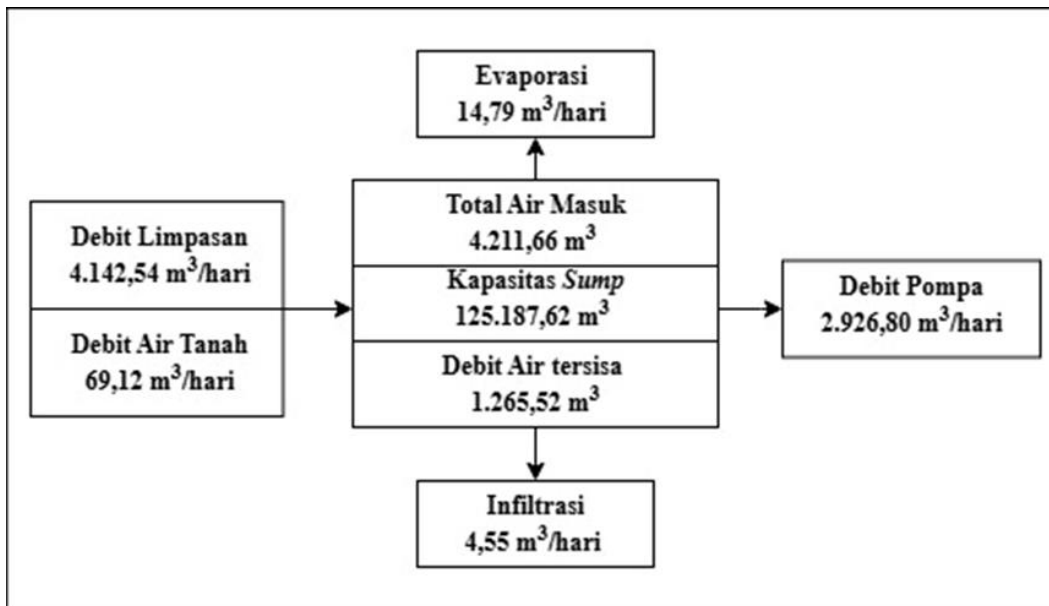 Evaporasi
14,79 m³/hari
Debit Limpasan
4.142,54 m³/hari
Debit Air Tanah
69,12 m³/hari
Total Air Masuk
4.211,66 m³
Kapasitas Sump
125.187,62 m³
Debit Air tersisa
1.265,52 m³
Debit Pompa
2.926,80 m³/hari
Infiltrasi
4,55 m³/hari